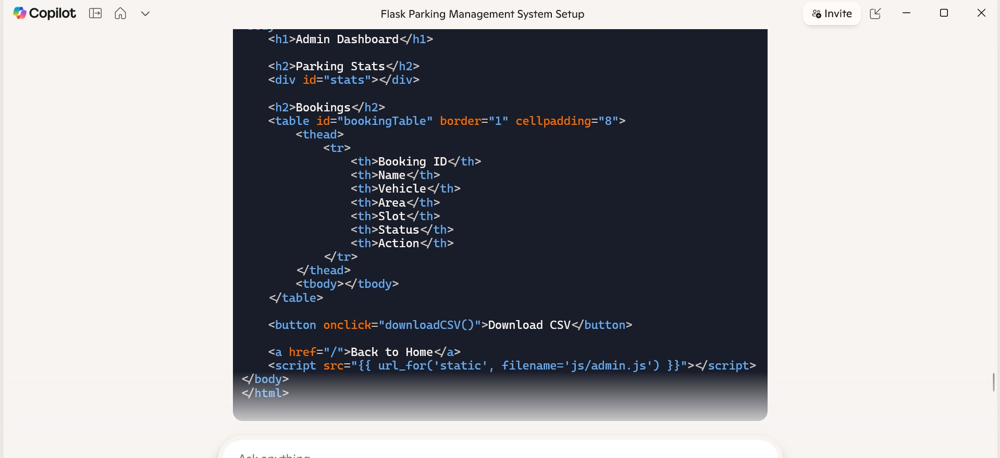 Copilot
Flask Parking Management System Setup
Invite
<h1>Admin Dashboard</h1>
<h2>Parking Stats</h2>
<div id="stats"></div>
<h2>Bookings</h2>
<table id="bookingTable" border="1" cellpadding="8">
<thead>
<tr>
<th>Booking ID</th>
<th>Name</th>
<th>Vehicle</th>
<th>Area</th>
<th>Slot</th>
<th>Status</th>
<th>Action</th>
</tr>
</thead>
<tbody></tbody>
</table>
<button onclick="downloadCSV()">Download CSV</button>
<a href="/">Back to Home</a>
<script src="{{ url_for('static', filename='js/admin.js') }}"></script>
</body>
</html>
Ask anything